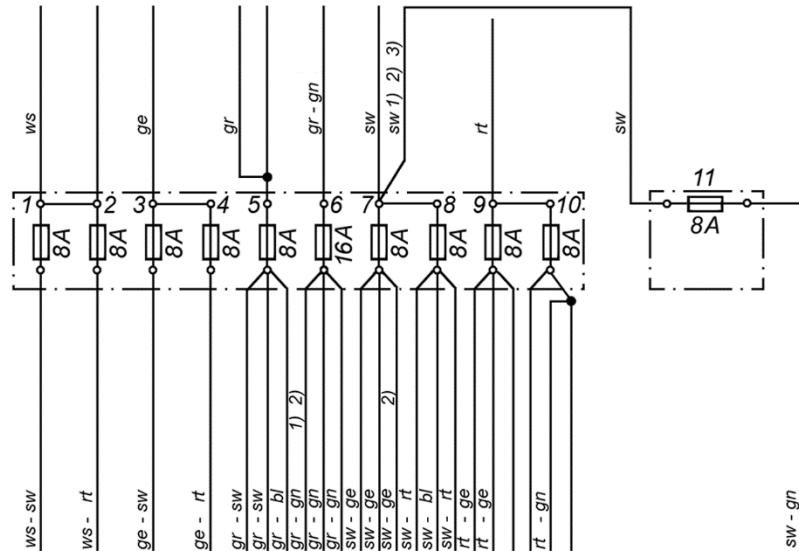 ws
ge
gr
gr - gn
sw
sw 1) 2) 3)
rt
sw
1
2
3
4
5
6
7
8
9
10
11
8A
8A
8A
8A
8A
16A
8A
8A
8A
8A
8A
1) 2)
2)
ws - sw
ws - rt
ge - sw
ge - rt
gr - sw
gr - sw
gr - bl
gr - gn
gr - gn
gr - gn
sw - ge
sw - ge
sw - ge
sw - rt
sw - bl
sw - rt
rt - ge
rt - ge
rt - gn
sw - gn